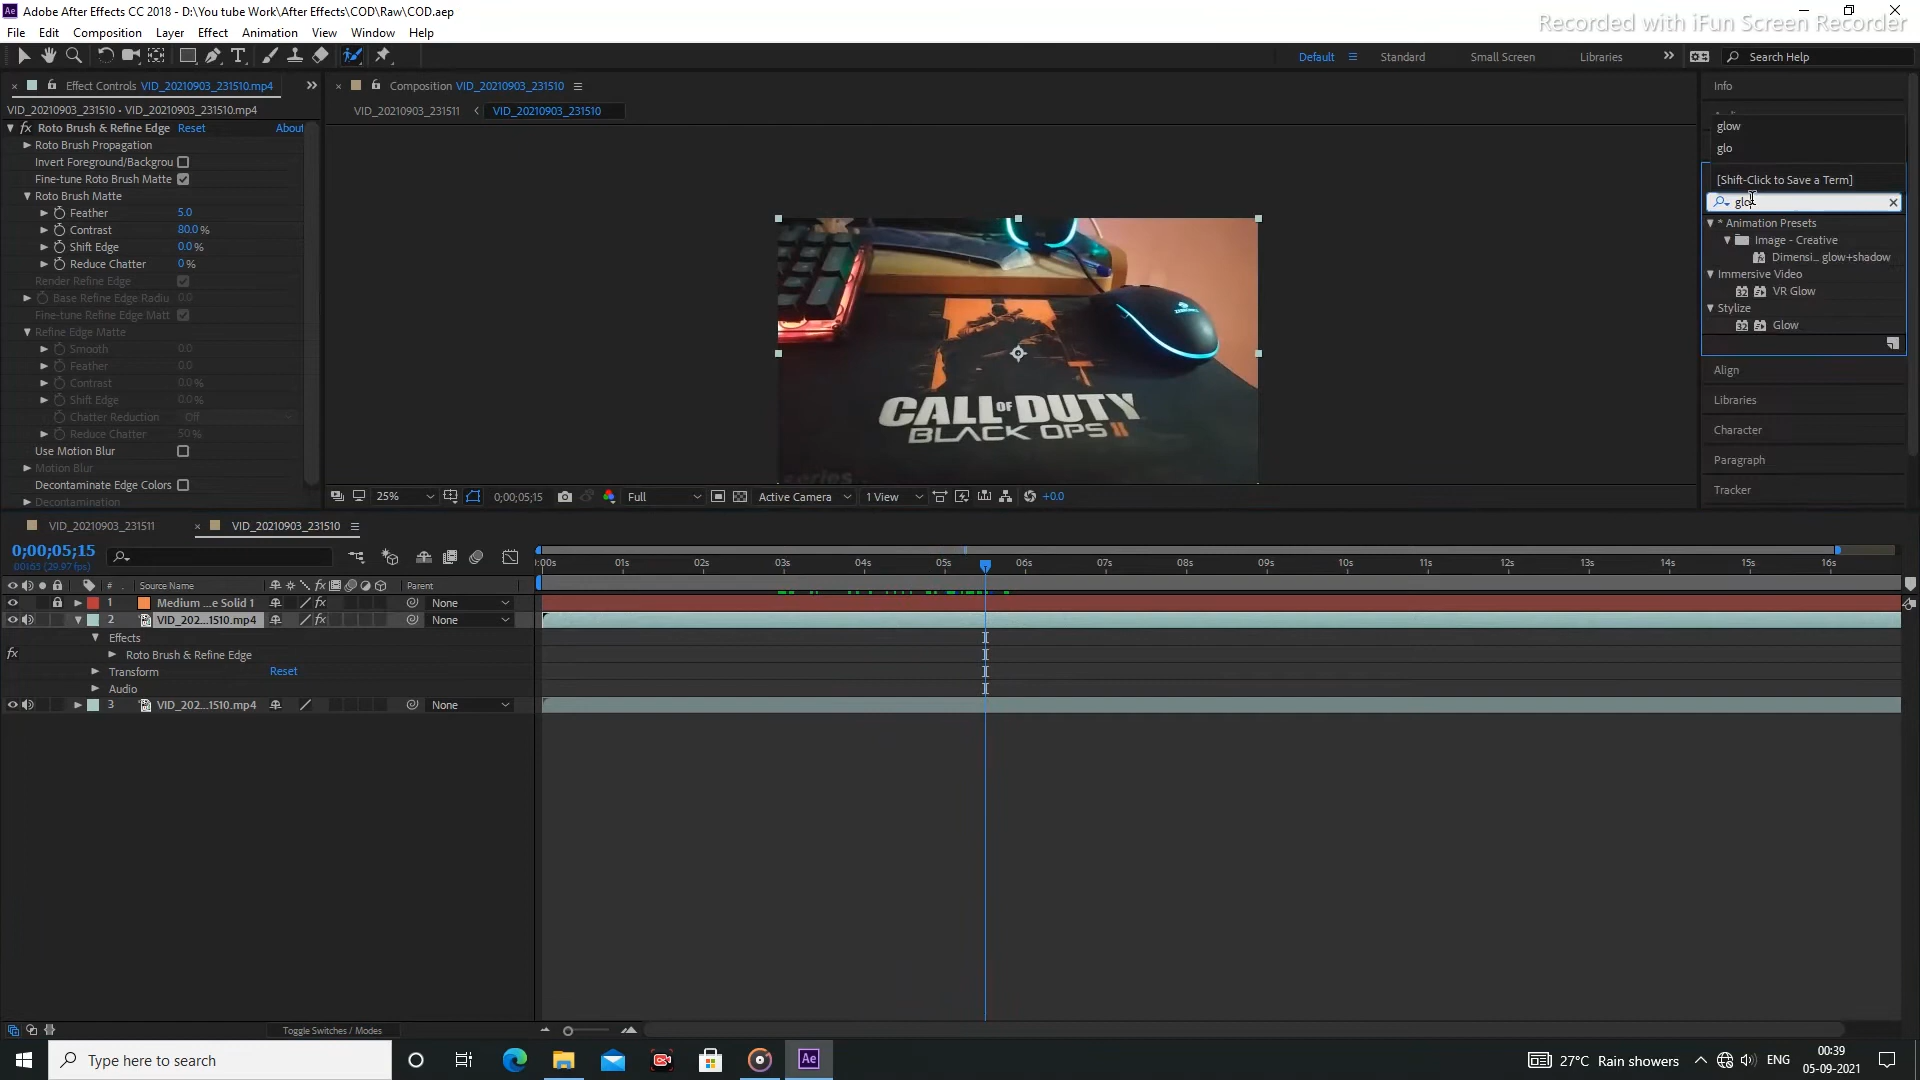 Adobe After Effects CC 2018 - D:\You tube Work\After Effects\COD\Raw\COD.aep
Recorded with iFun Screen Recorder
File Edit Composition Layer Effect Animation View Window Help
Default Standard Small Screen Libraries Search Help
Effect Controls VID_20210903_231510.mp4
VID_20210903_231510 • VID_20210903_231510.mp4
fx Roto Brush & Refine Edge Reset About
Roto Brush Propagation
Invert Foreground/Backgrou
Fine-tune Roto Brush Matte
Roto Brush Matte
Feather 5.0
Contrast 80.0 %
Shift Edge 0.0 %
Reduce Chatter 0 %
Render Refine Edge
Base Refine Edge Radiu 0.0
Fine-tune Refine Edge Matt
Refine Edge Matte
Smooth 0.0
Feather 0.0
Contrast 0.0 %
Shift Edge 0.0 %
Chatter Reduction Off
Reduce Chatter 50 %
Use Motion Blur
Motion Blur
Decontaminate Edge Colors
Decontamination
Composition VID_20210903_231510
VID_20210903_231511 VID_20210903_231510
CALL OF DUTY
BLACK OPS II
series
25% 0;00;05;15 Full Active Camera 1 View +0.0
Info
glow
glo
[Shift-Click to Save a Term]
glo
* Animation Presets
Image - Creative
Dimensi... glow+shadow
Immersive Video
32 VR Glow
Stylize
32 Glow
Align
Libraries
Character
Paragraph
Tracker
VID_20210903_231511 VID_20210903_231510
0;00;05;15
00165 (29.97 fps)
# Source Name fx Parent
:00s 01s 02s 03s 04s 05s 06s 07s 08s 09s 10s 11s 12s 13s 14s 15s 16s
1 Medium ...e Solid 1 fx None
2 VID_202...1510.mp4 fx None
Effects
fx Roto Brush & Refine Edge
Transform Reset
Audio
3 VID_202...1510.mp4 None
Toggle Switches / Modes
Type here to search
Ae
27°C Rain showers ENG
00:39
05-09-2021